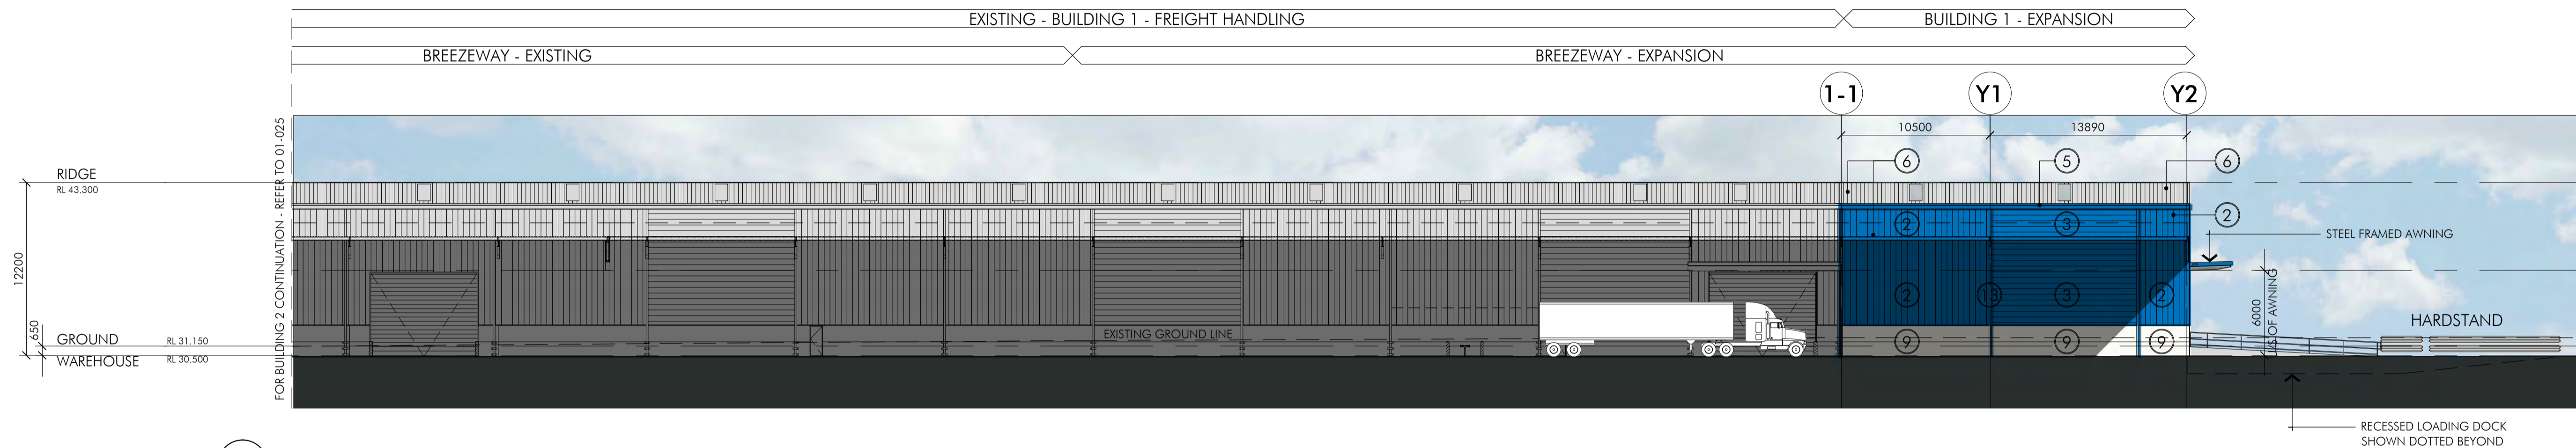 EXISTING - BUILDING 1 - FREIGHT HANDLING
BUILDING 1 - EXPANSION
BREEZEWAY - EXISTING
BREEZEWAY - EXPANSION
1-1
Y1
Y2
10500
13890
FOR BUILDING 2 CONTINUATION - REFER TO 01-025
6
5
6
RIDGE
RL 43.300
2
3
2
STEEL FRAMED AWNING
12200
2
13
3
2
6000
U/S OF AWNING
HARDSTAND
650
GROUND
RL 31.150
EXISTING GROUND LINE
9
9
9
WAREHOUSE
RL 30.500
RECESSED LOADING DOCK
SHOWN DOTTED BEYOND